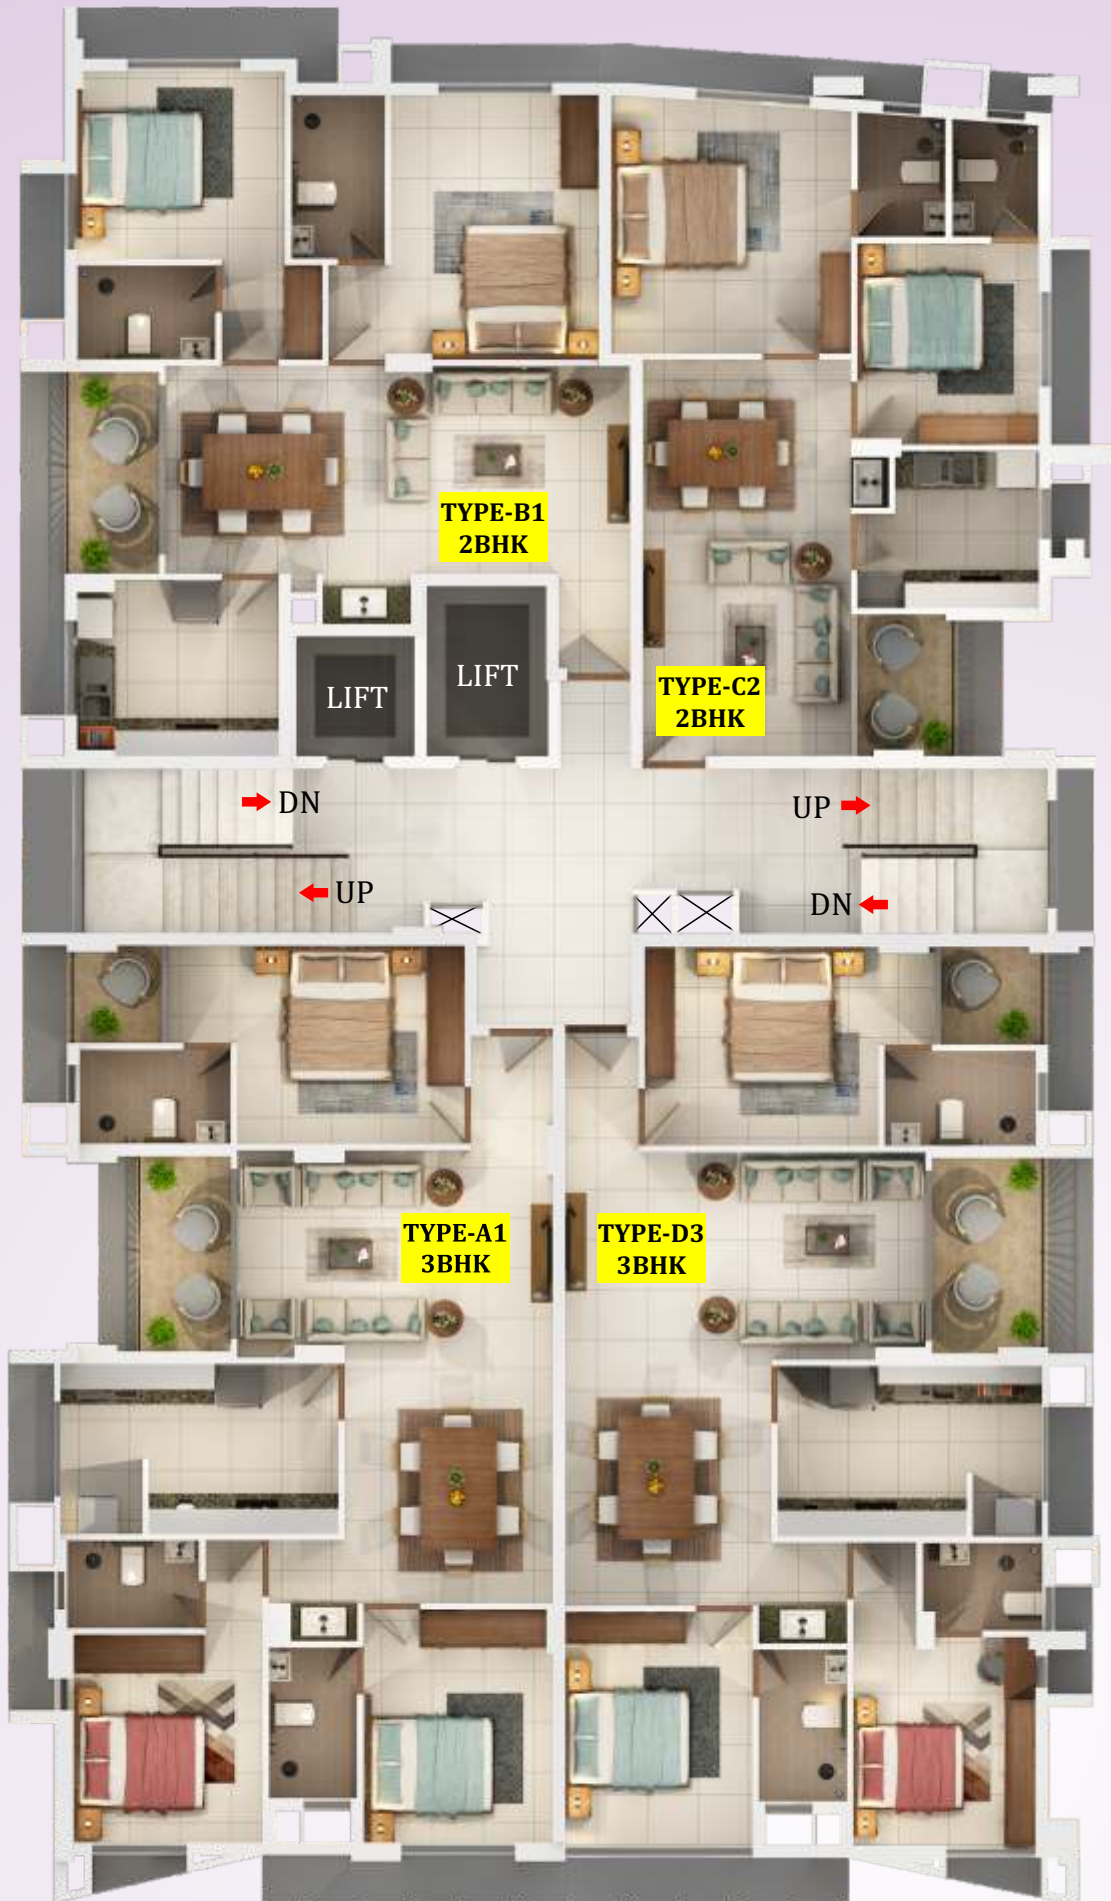 TYPE-B1
2BHK
LIFT
LIFT
TYPE-C2
2BHK
DN
UP
UP
DN
TYPE-A1
3BHK
TYPE-D3
3BHK